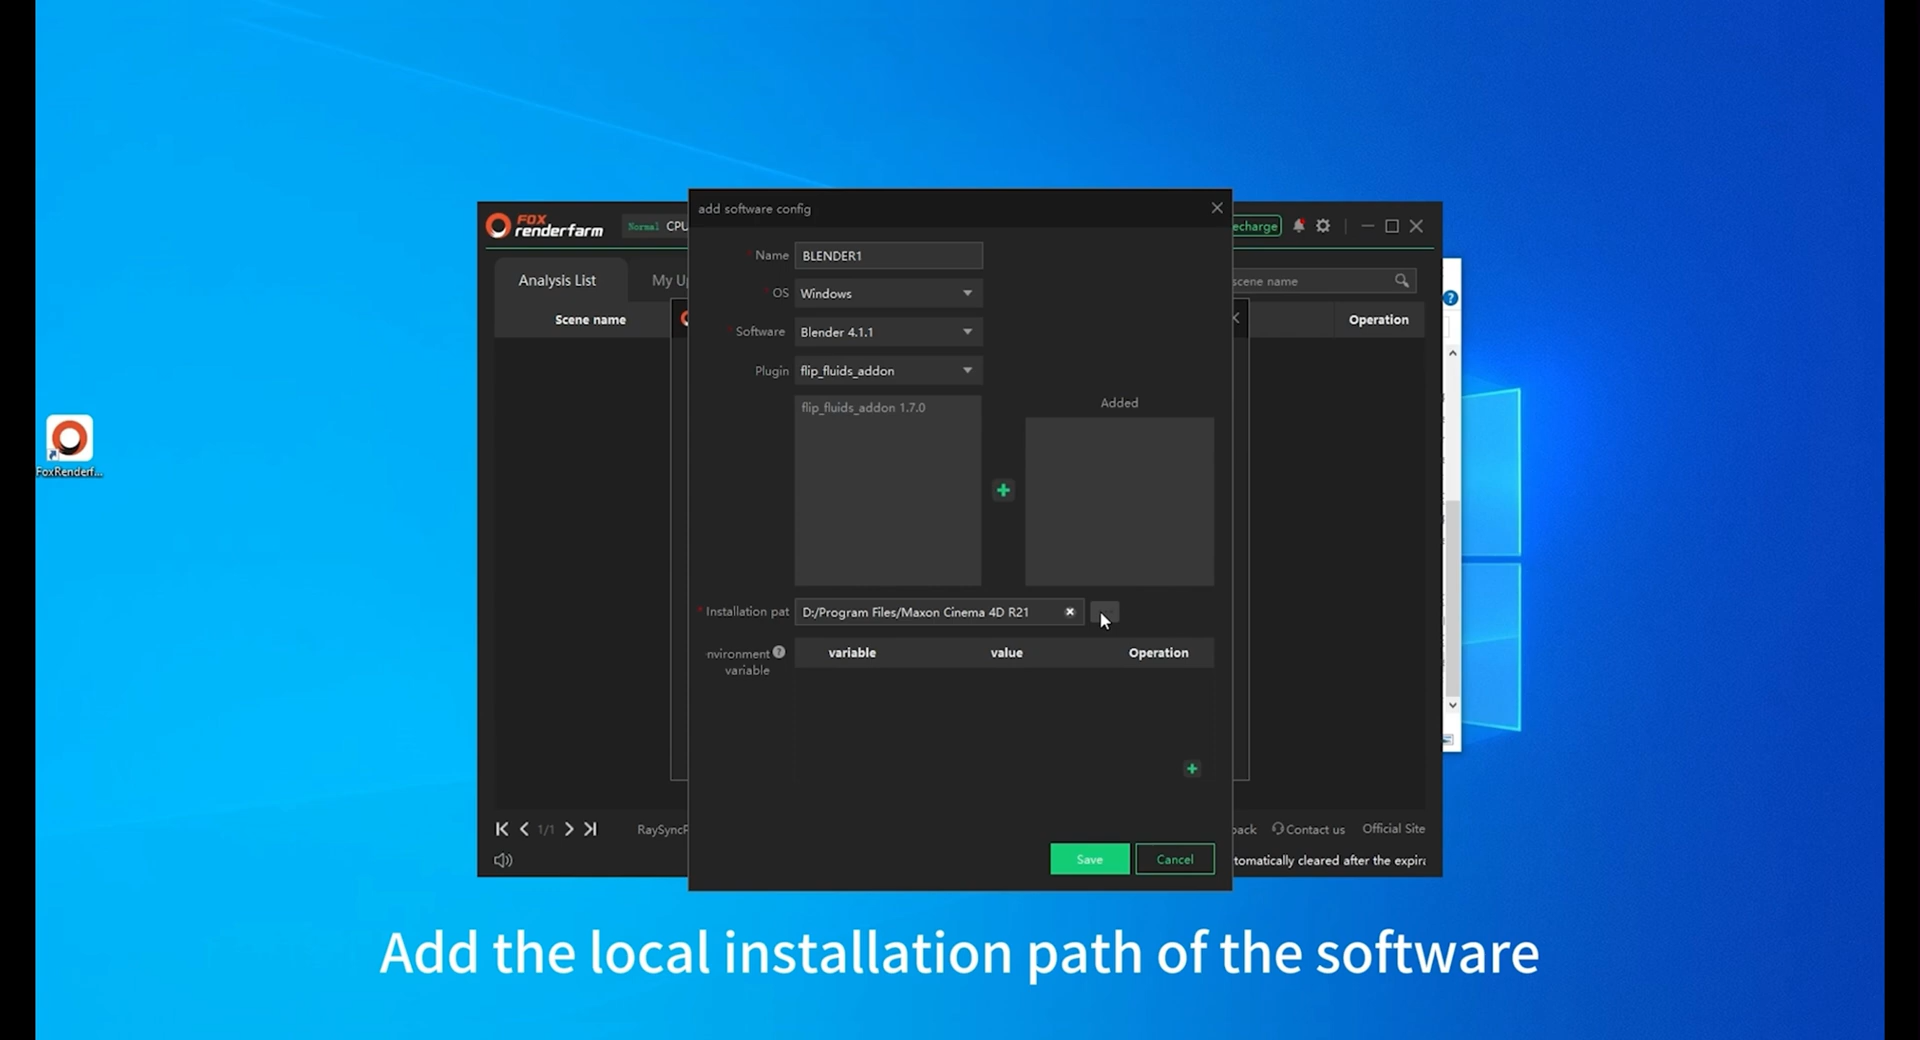 add software config
FOX
renderfarm
Normal CPU
echarge
Analysis List
My Up
scene name
Scene name
Operation
* Name
BLENDER1
* OS
Windows
* Software
Blender 4.1.1
Plugin
flip_fluids_addon
flip_fluids_addon 1.7.0
Added
FoxRenderf...
* Installation pat
D:/Program Files/Maxon Cinema 4D R21
nvironment
variable
variable
value
Operation
1/1
RaySyncP
back
Contact us
Official Site
Save
Cancel
tomatically cleared after the expira
Add the local installation path of the software